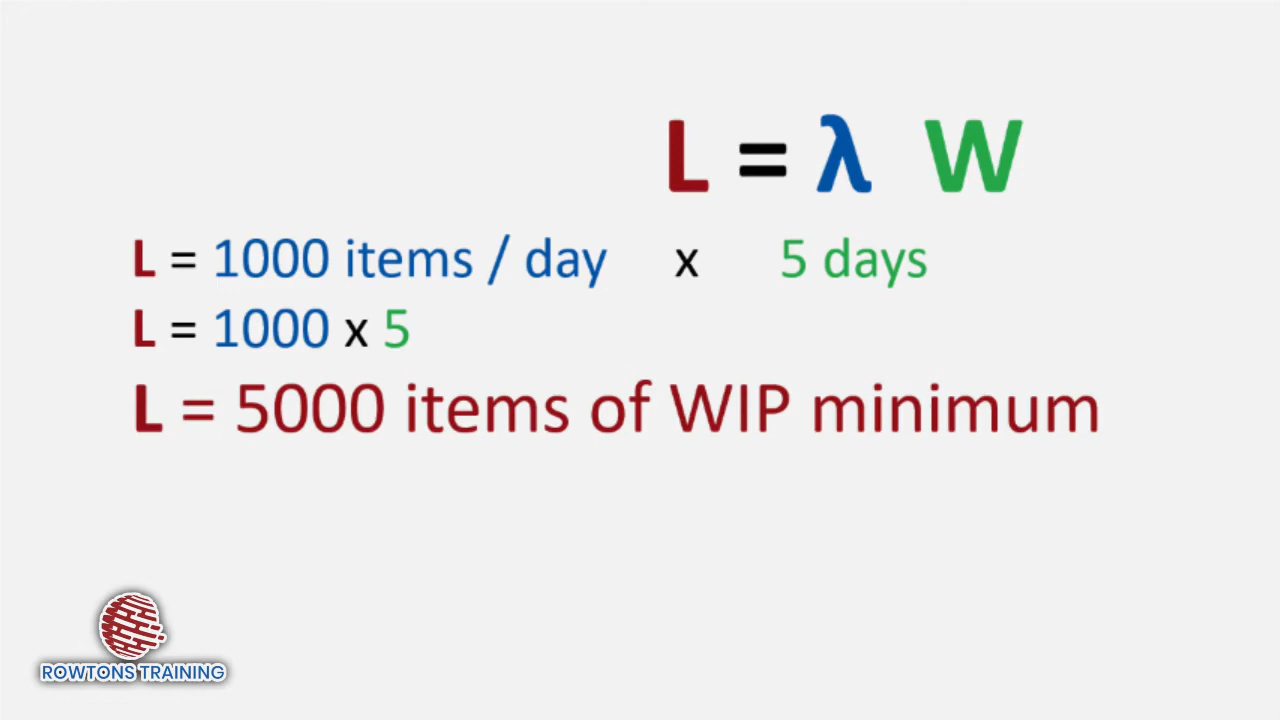 L = λ W
L = 1000 items / day x 5 days
L = 1000 x 5
L = 5000 items of WIP minimum
ROWTONS TRAINING